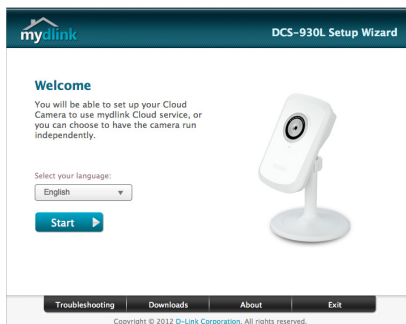 mydlink
DCS-930L Setup Wizard
Welcome
You will be able to set up your Cloud
Camera to use mydlink Cloud service, or
you can choose to have the camera run
independently.
Select your language:
English
Start
Troubleshooting Downloads About Exit
Copyright © 2012 D-Link Corporation. All rights reserved.